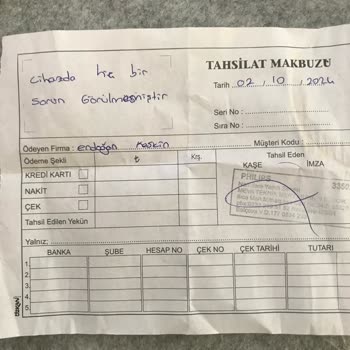 Cihazda her bir
sorun Görülmemiştir
TAHSİLAT MAKBUZU
Tarih 02 / 10 / 2024
Seri No :
Sıra No :
Ödeyen Firma : erdoğan Keskin
Müşteri Kodu :
Ödeme Şekli
₺
Krş.
Tahsil Eden
KAŞE
İMZA
KREDİ KARTI
NAKİT
ÇEK
Tahsil Edilen Yekün
PHILIPS
Yalnız;
BANKA ŞUBE HESAP NO ÇEK NO ÇEK TARİHİ TUTARI
1.
2.
3.
4.
5.